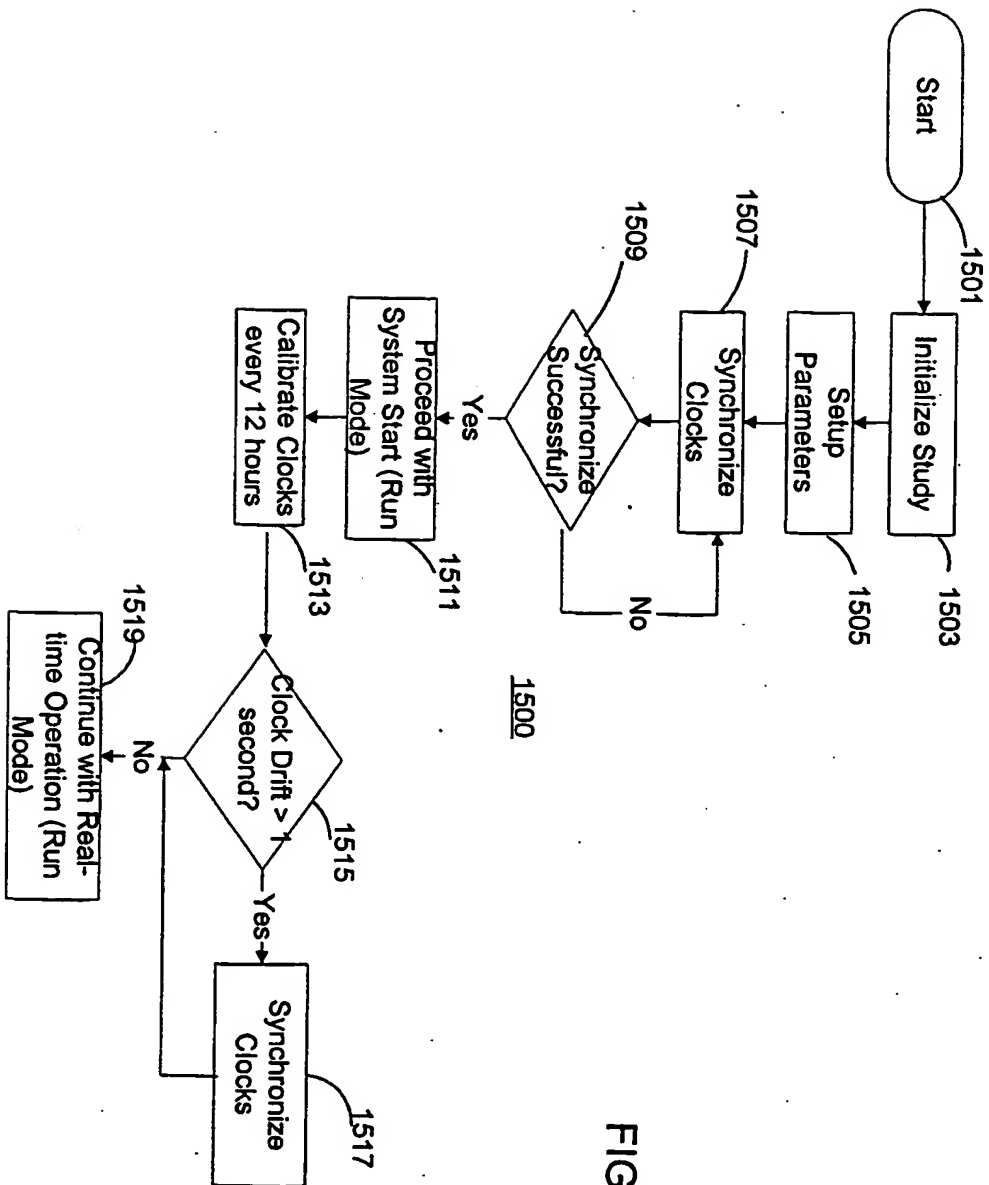 Start
1501
Initialize Study
1503
Setup
Parameters
1505
Synchronize
Clocks
1507
Synchronize
Successful?
1509
No
Yes
Proceed with
System Start (Run
Mode)
1511
Calibrate Clocks
every 12 hours
1513
Clock Drift > 1
second?
1515
Yes
Synchronize
Clocks
1517
No
Continue with Real-
time Operation (Run
Mode)
1519
1500
FIG